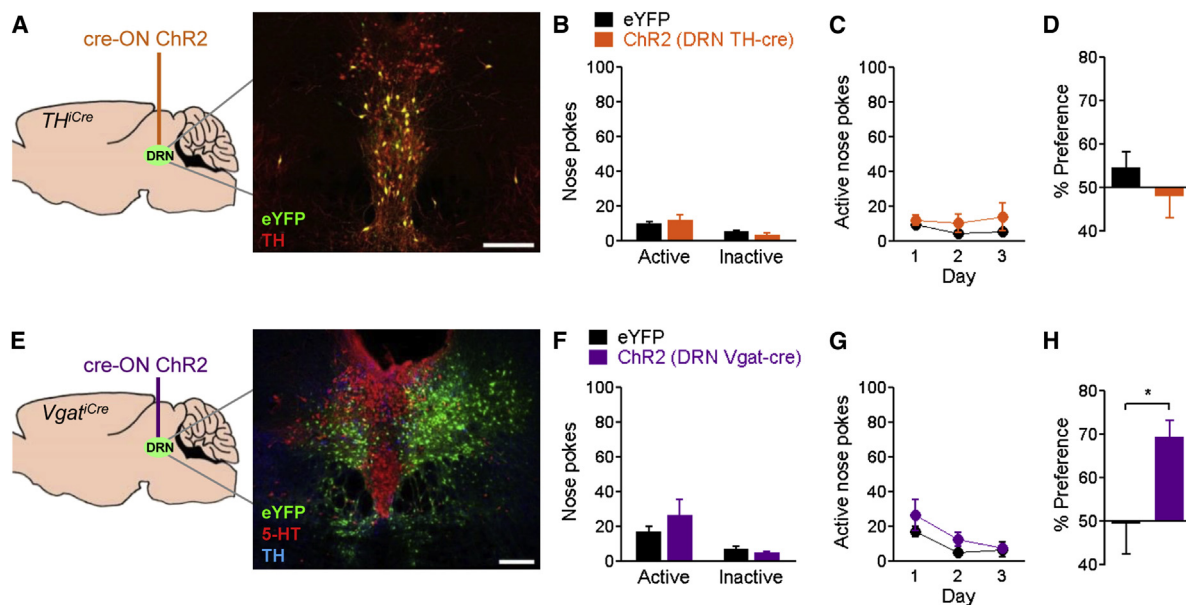 A
cre-ON ChR2
TH iCre
DRN
eYFP
TH
B
eYFP
ChR2 (DRN TH-cre)
Nose pokes
100
80
60
40
20
0
Active
Inactive
C
Active nose pokes
100
80
60
40
20
0
1 2 3
Day
D
% Preference
80
70
60
50
40
E
cre-ON ChR2
Vgat iCre
DRN
eYFP
5-HT
TH
F
eYFP
ChR2 (DRN Vgat-cre)
Nose pokes
100
80
60
40
20
0
Active
Inactive
G
Active nose pokes
100
80
60
40
20
0
1 2 3
Day
H
% Preference
80
70
60
50
40
*